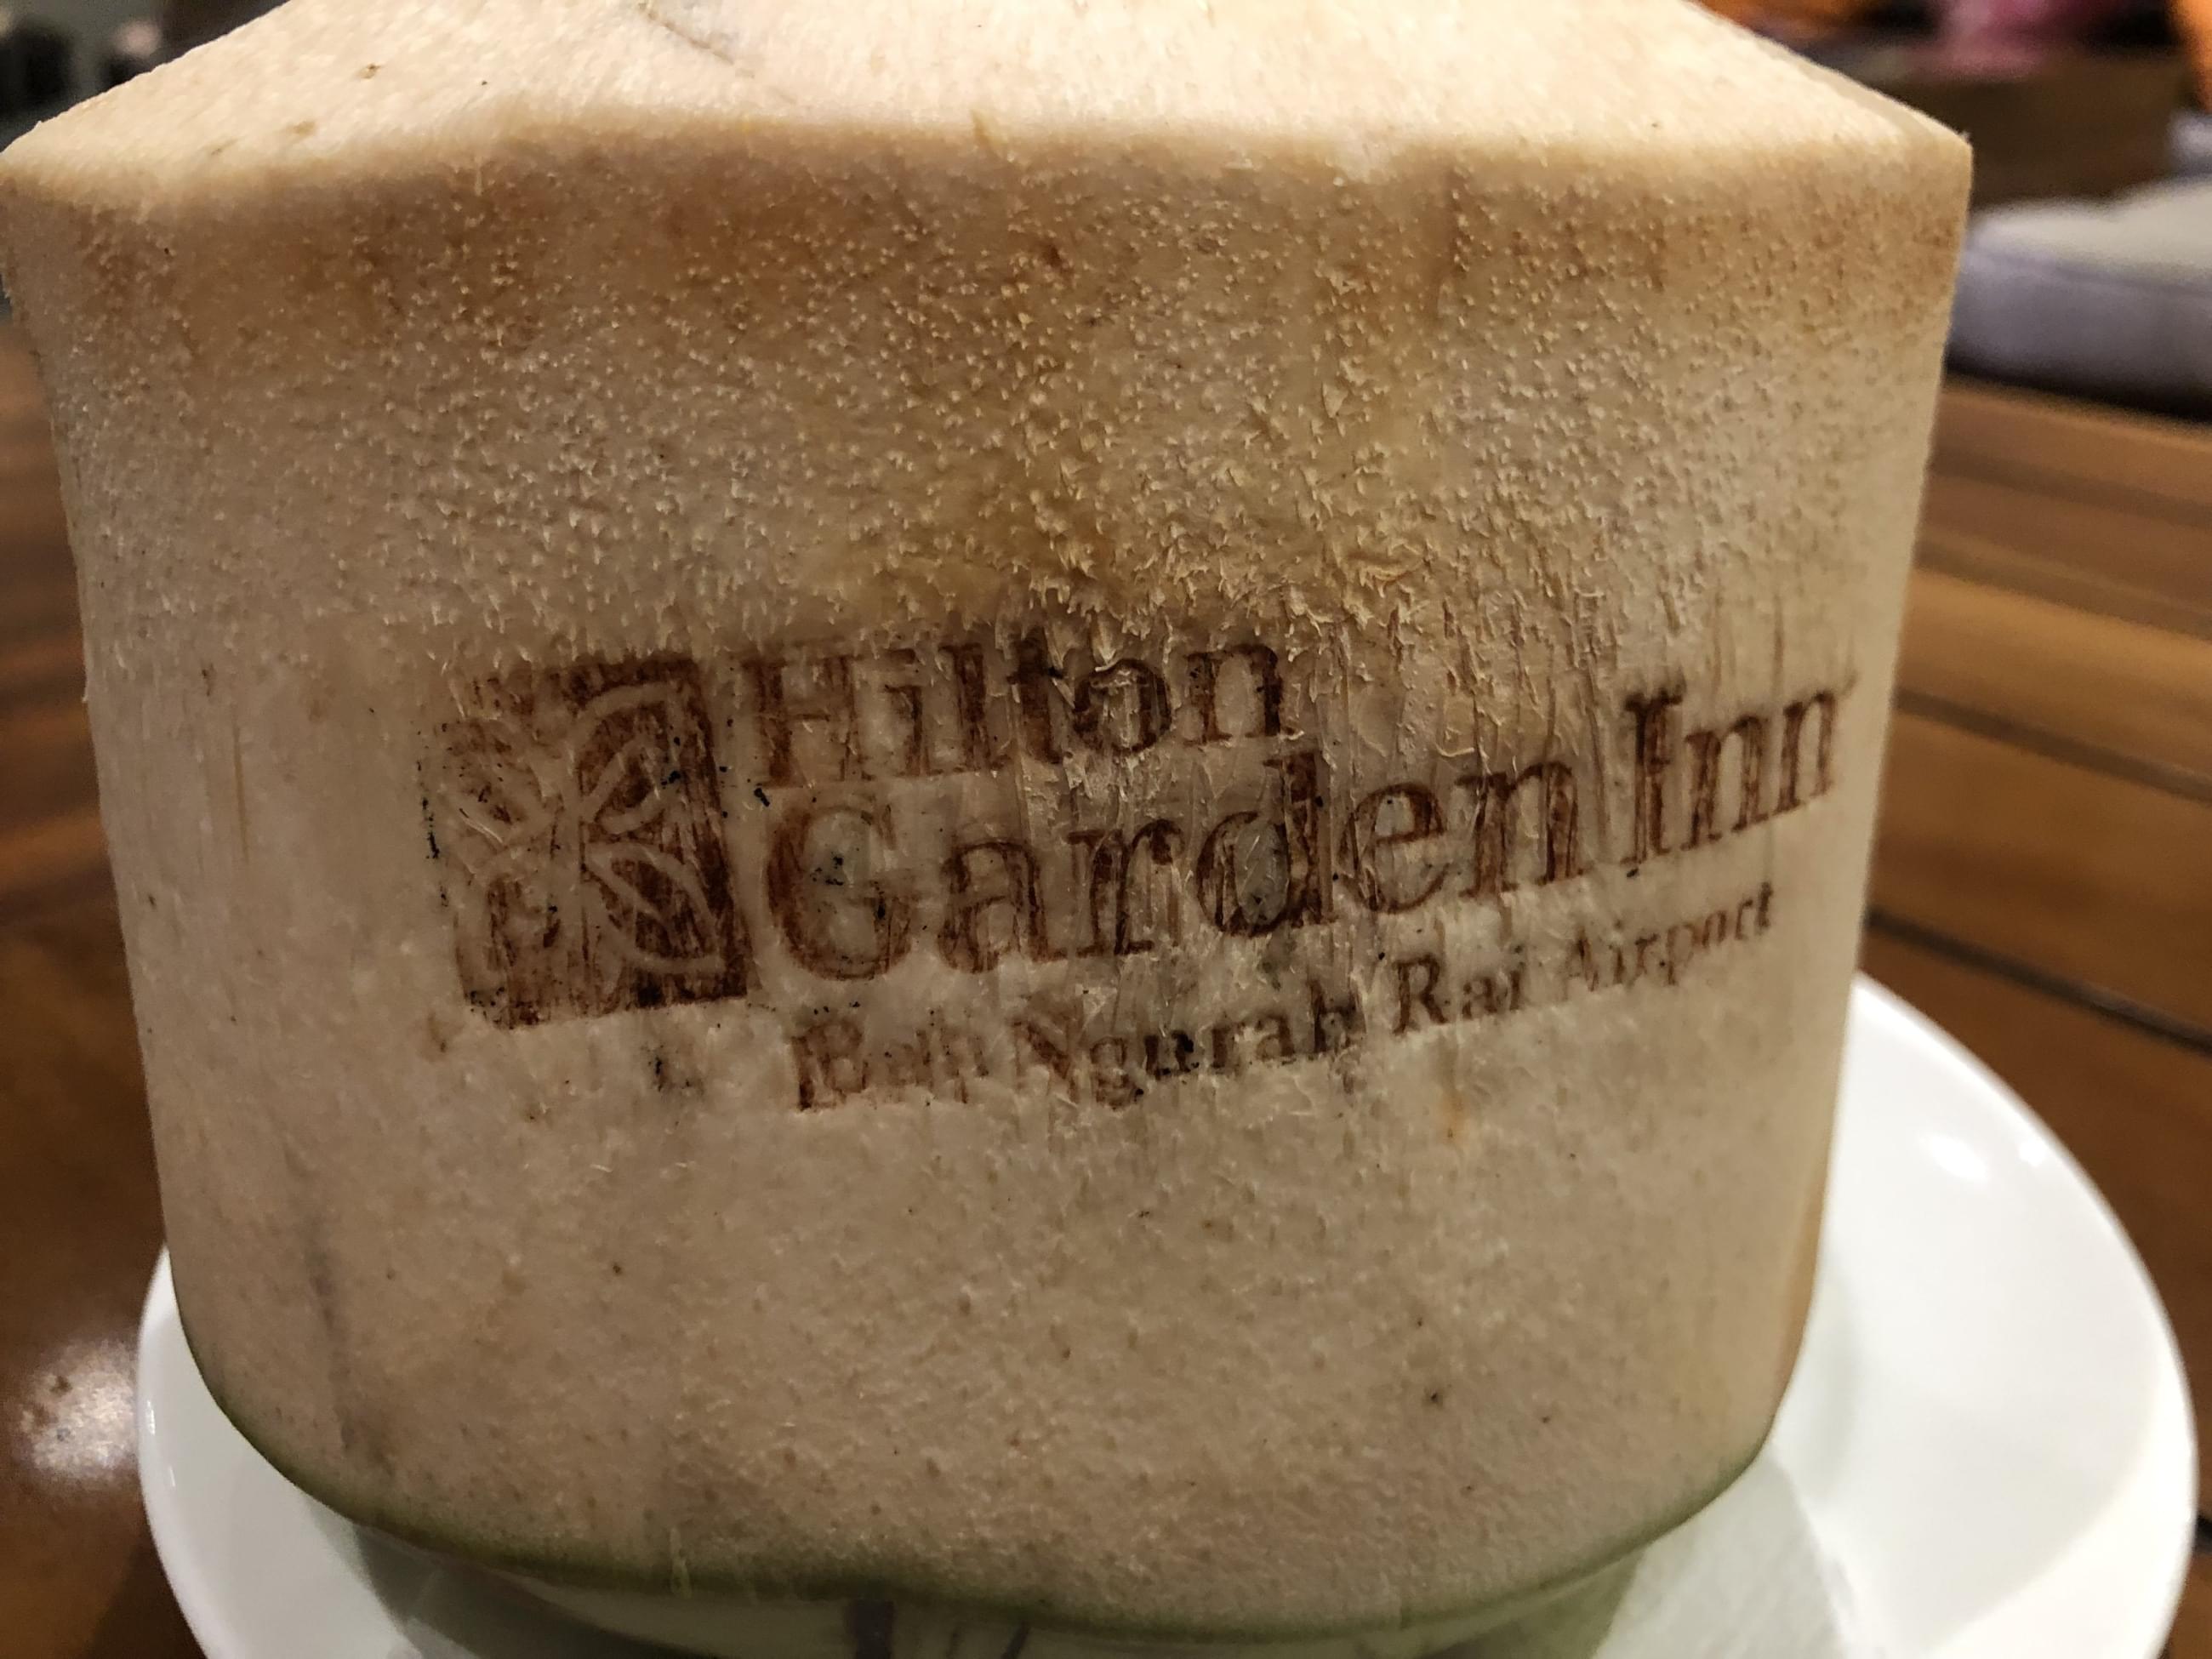 Hilton
Garden Inn
Bali Ngurah Rai Airport